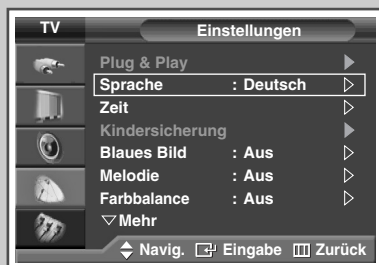 TV Einstellungen
Plug & Play
Sprache : Deutsch
Zeit
Kindersicherung
Blaues Bild : Aus
Melodie : Aus
Farbbalance : Aus
Mehr
Navig. Eingabe Zurück